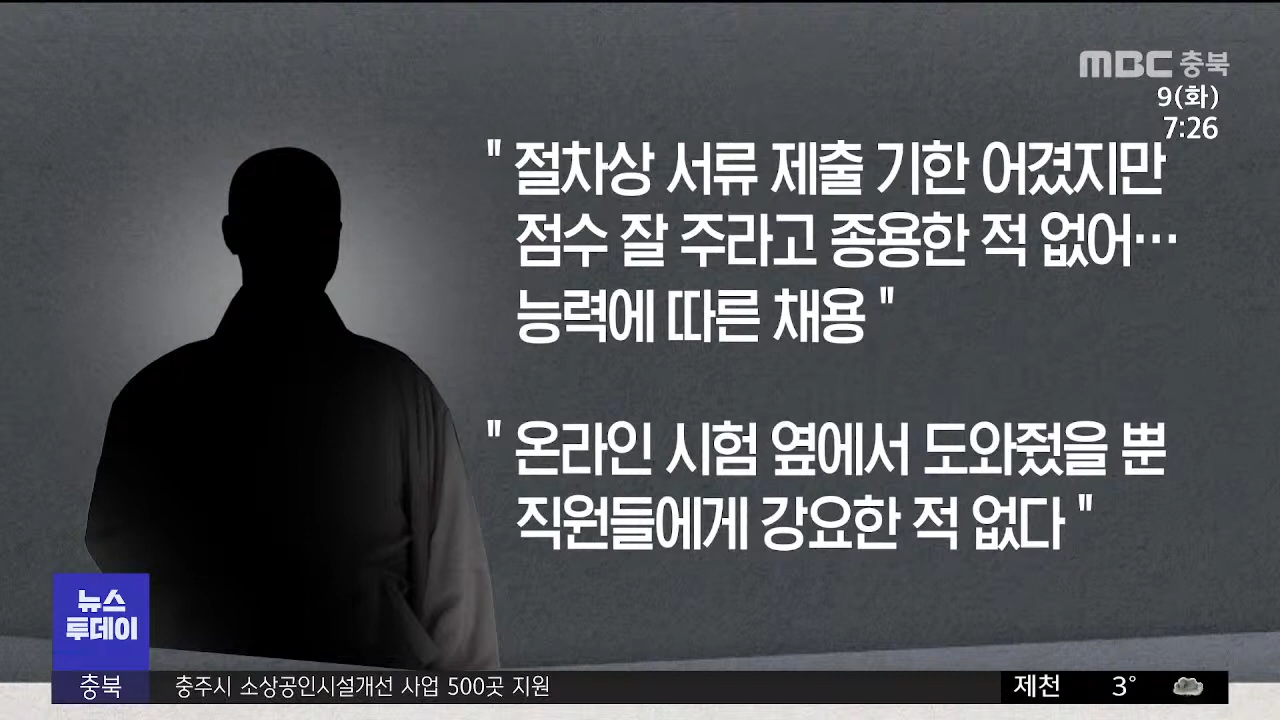 MBC 충북
9(화)
7:26
" 절차상 서류 제출 기한 어겼지만
점수 잘 주라고 종용한 적 없어…
능력에 따른 채용 "
" 온라인 시험 옆에서 도와줬을 뿐
직원들에게 강요한 적 없다 "
뉴스
투데이
충북
충주시 소상공인시설개선 사업 500곳 지원
제천 3°